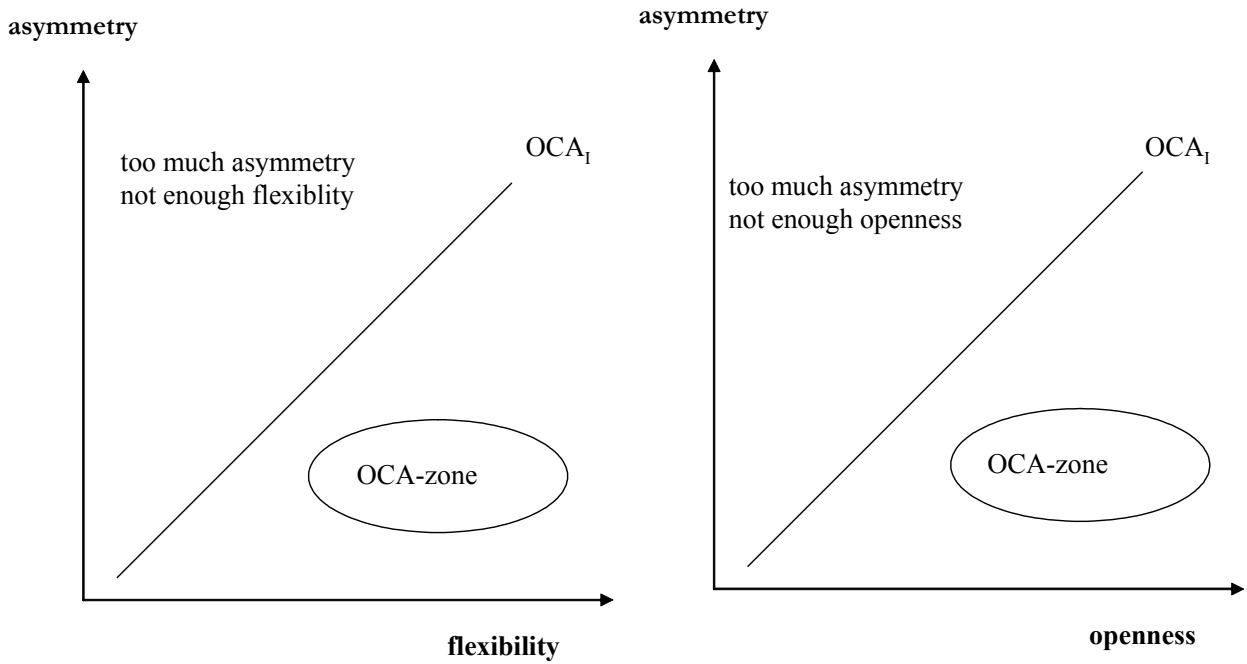 asymmetry
OCA_I
too much asymmetry
not enough flexiblity
OCA-zone
flexibility
asymmetry
OCA_I
too much asymmetry
not enough openness
OCA-zone
openness